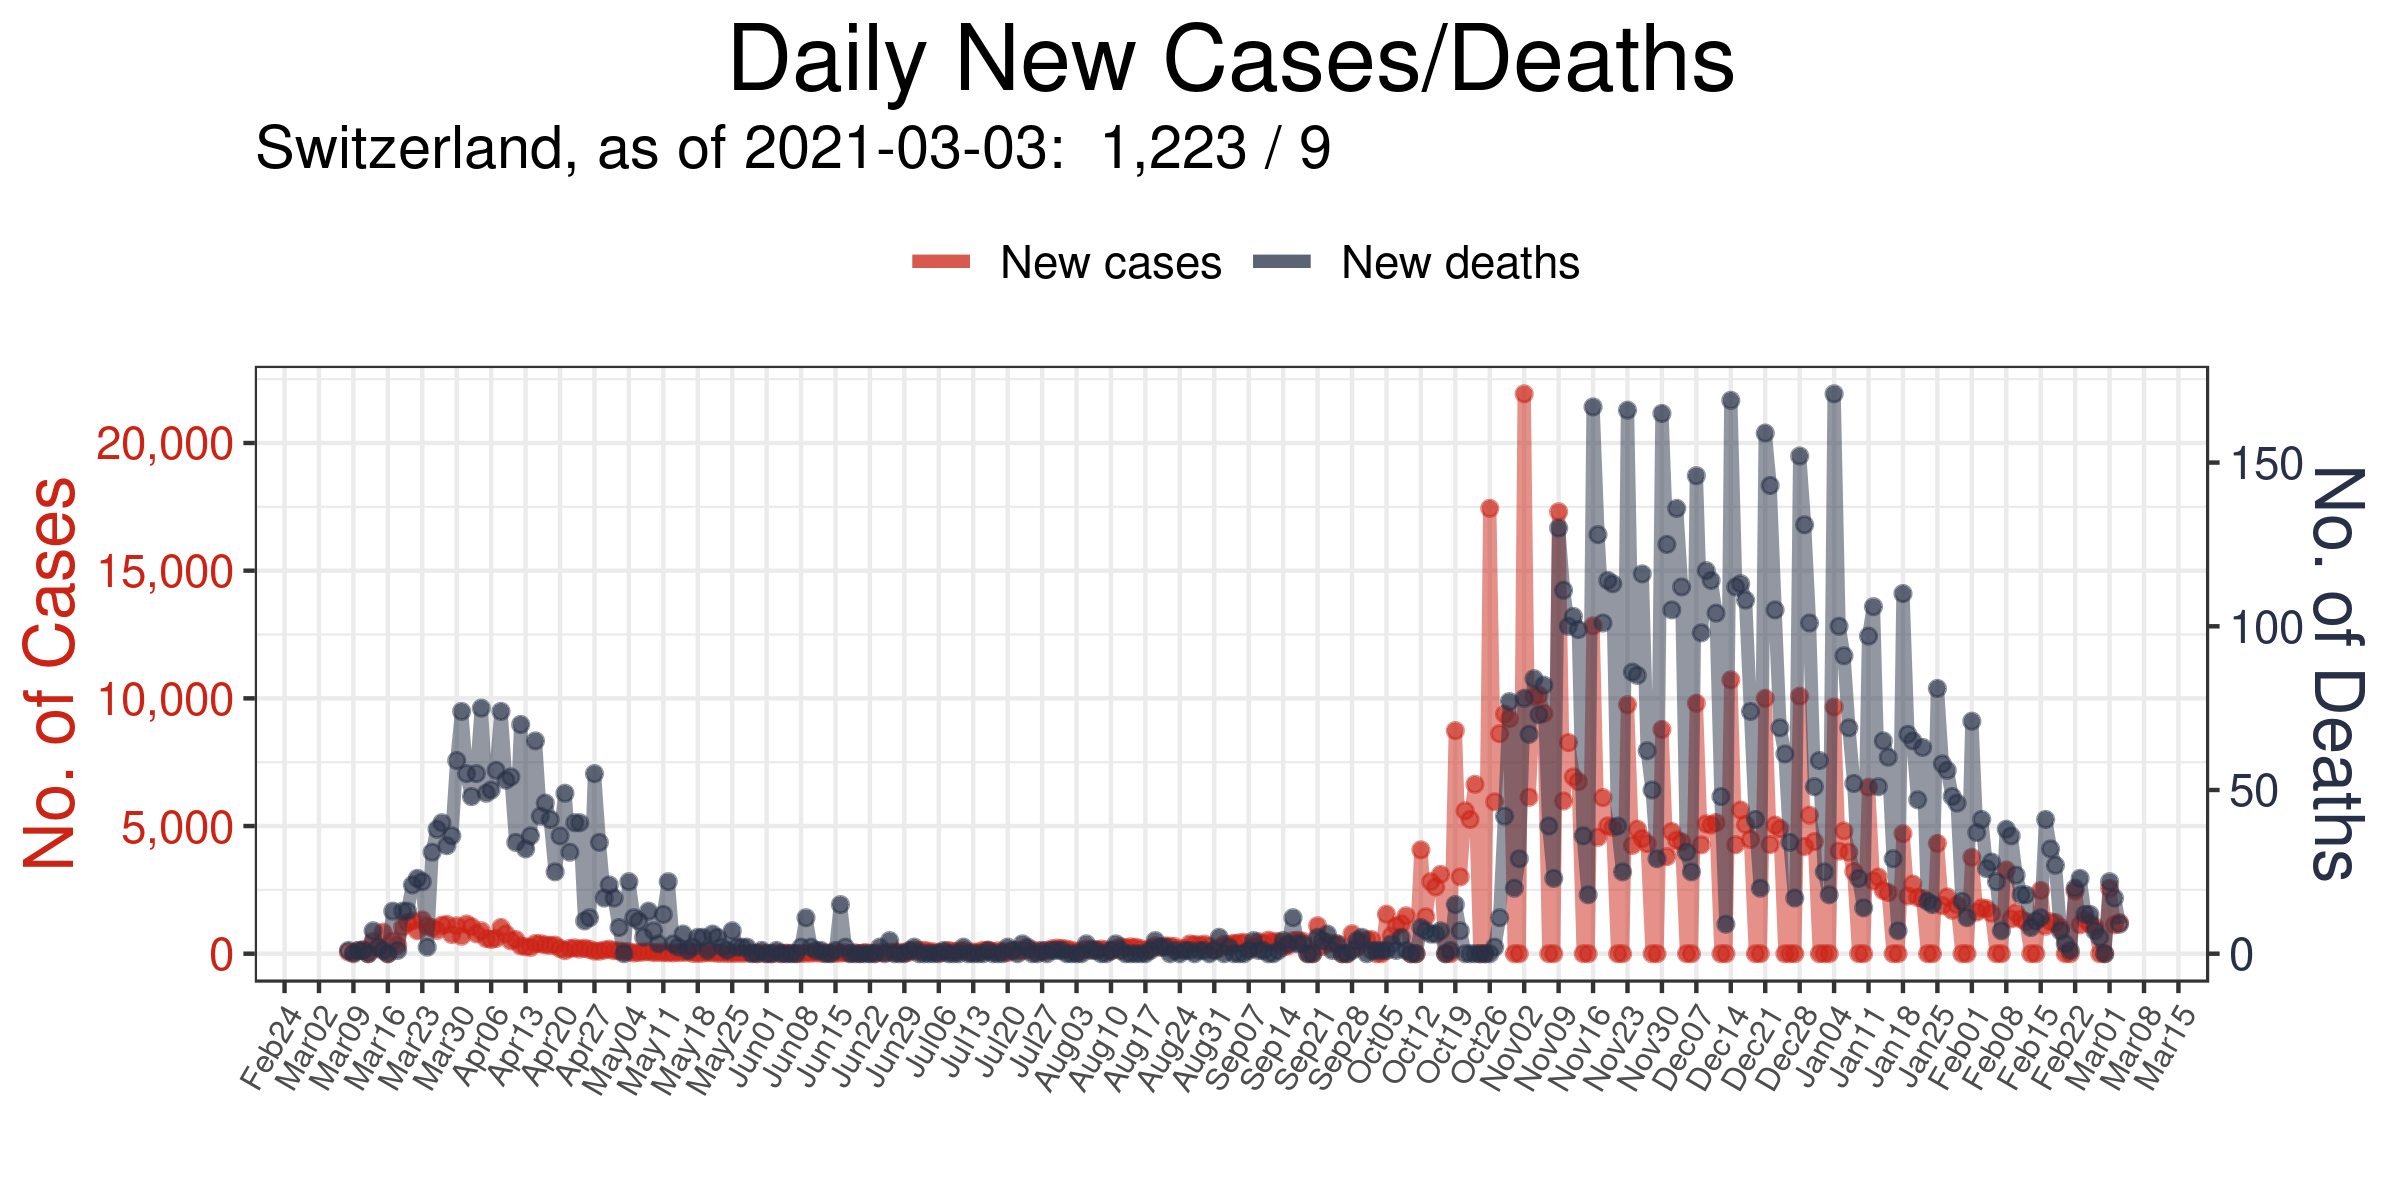 Daily New Cases/Deaths
Switzerland, as of 2021-03-03:  1,223 / 9
New cases New deaths
No. of Cases
20,000
15,000
10,000
5,000
0
150
100
50
0
No. of Deaths
Feb24 Mar02 Mar09 Mar16 Mar23 Mar30 Apr06 Apr13 Apr20 Apr27 May04 May11 May18 May25 Jun01 Jun08 Jun15 Jun22 Jun29 Jul06 Jul13 Jul20 Jul27 Aug03 Aug10 Aug17 Aug24 Aug31 Sep07 Sep14 Sep21 Sep28 Oct05 Oct12 Oct19 Oct26 Nov02 Nov09 Nov16 Nov23 Nov30 Dec07 Dec14 Dec21 Dec28 Dec04 Jan11 Jan18 Jan25 Feb01 Feb08 Feb15 Feb22 Mar01 Mar08 Mar15